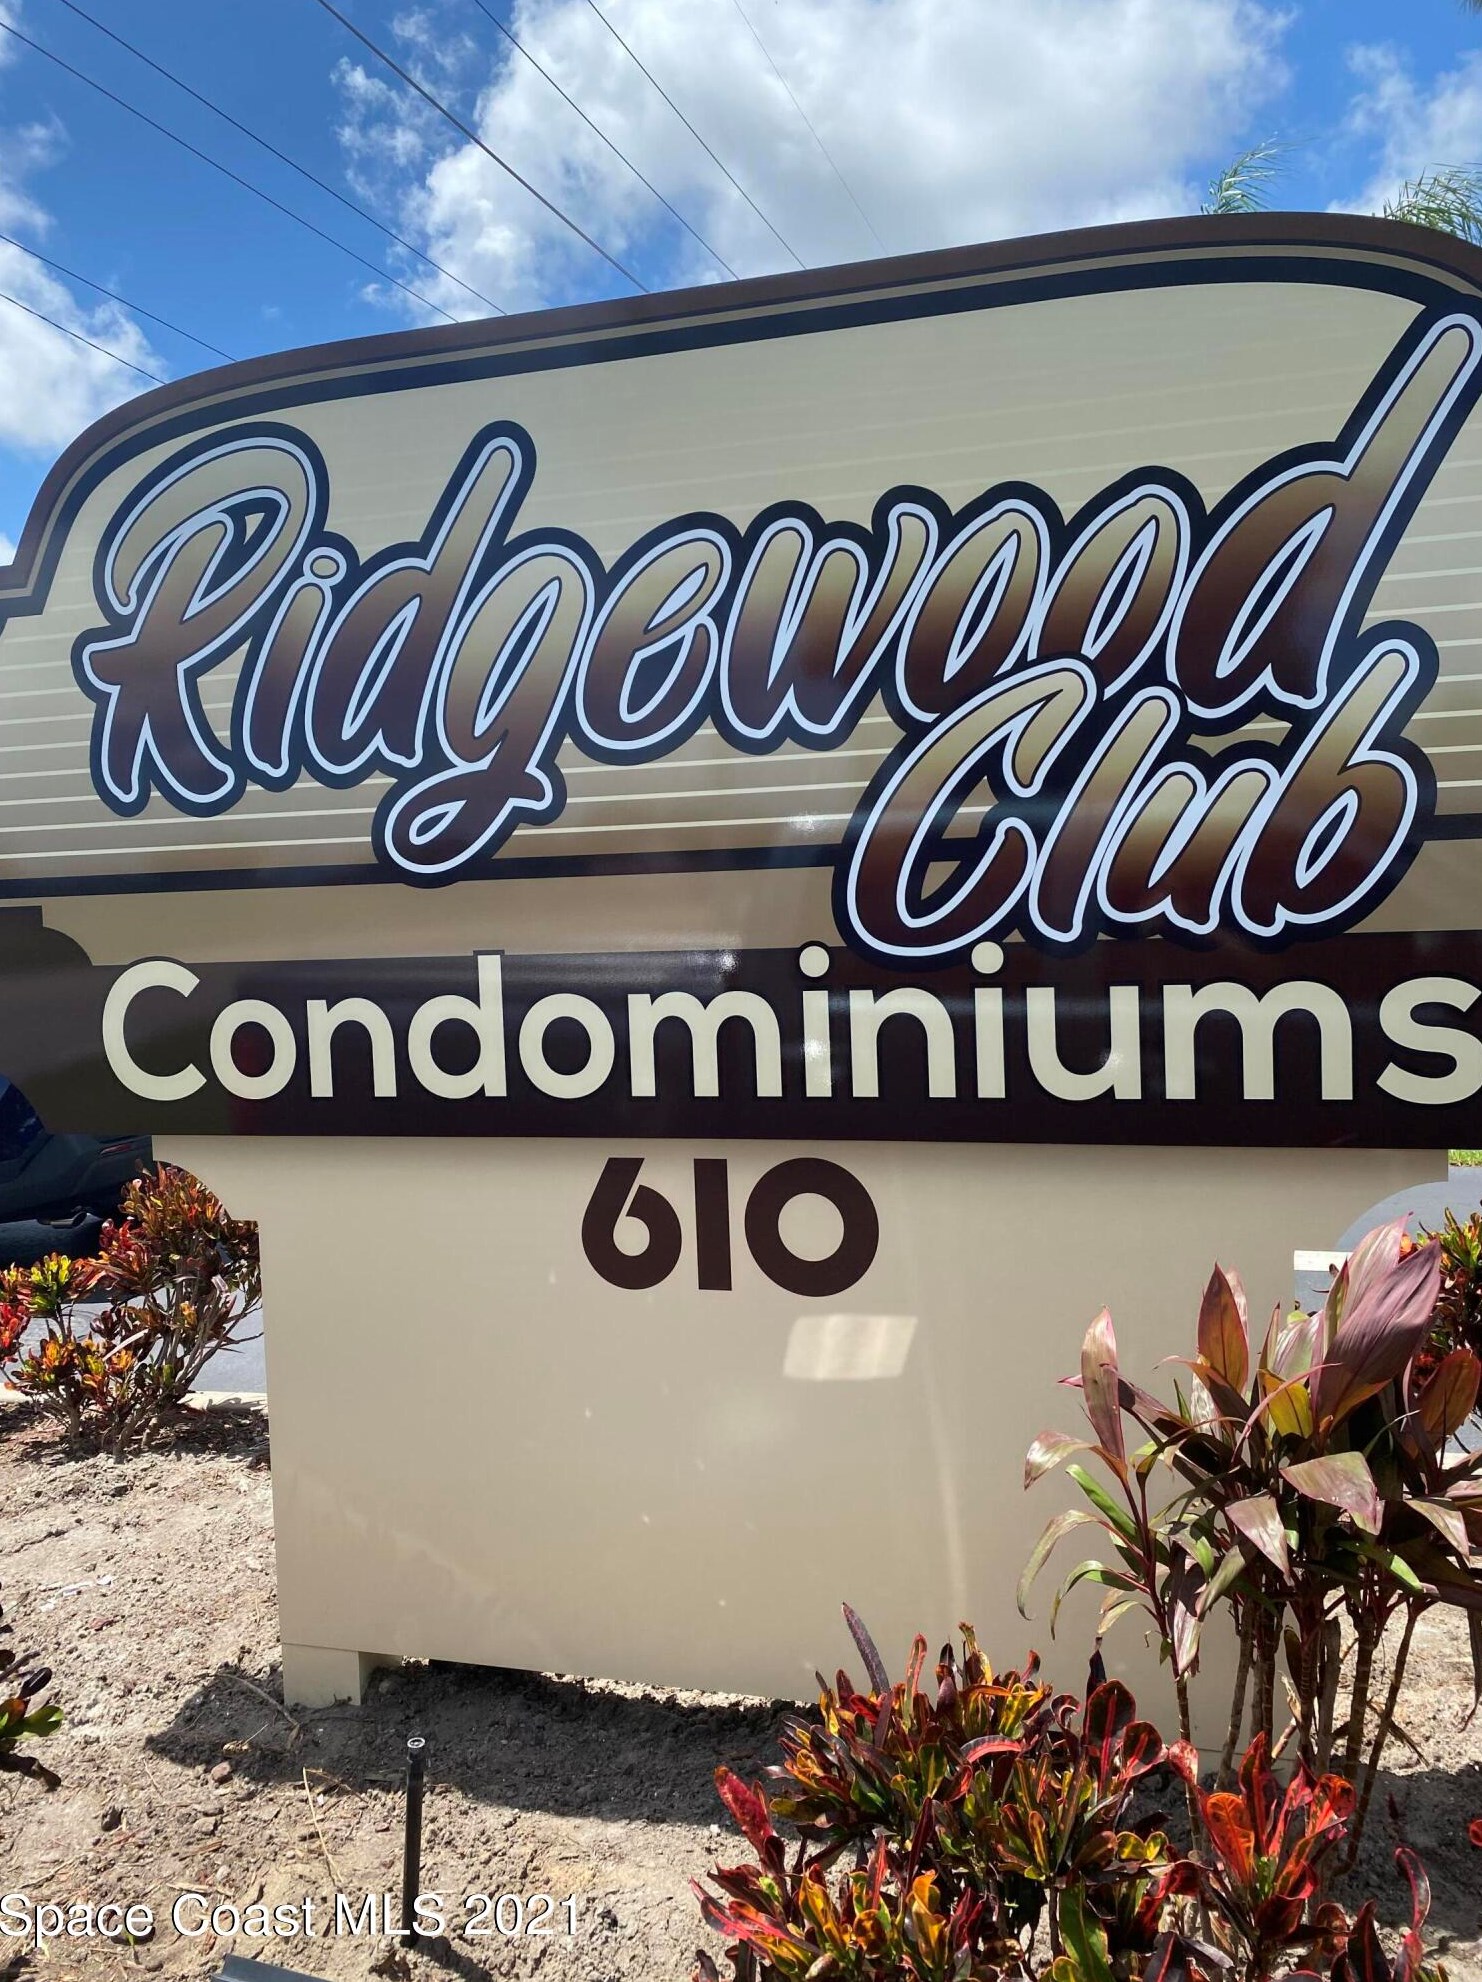 Ridgewood
Club
Condominiums
610
Space Coast MLS 2021